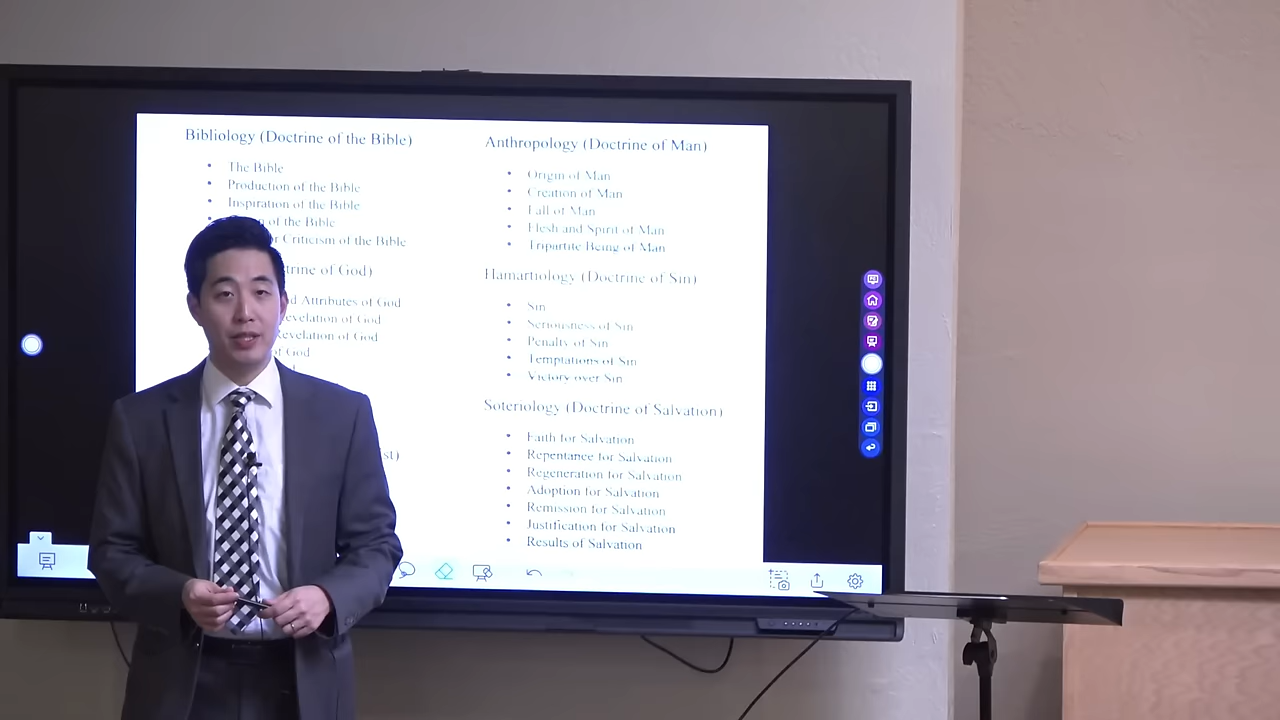 Bibliology (Doctrine of the Bible)
• The Bible
• Production of the Bible
• Inspiration of the Bible
• of the Bible
Criticism of the Bible
of God)
Attributes of God
of God
of God
of God
Anthropology (Doctrine of Man)
• Origin of Man
• Creation of Man
• Fall of Man
• Flesh and Spirit of Man
• Tripartite Being of Man
Hamartiology (Doctrine of Sin)
• Sin
• Seriousness of Sin
• Penalty of Sin
• Temptations of Sin
• Victory over Sin
Soteriology (Doctrine of Salvation)
• Faith for Salvation
• Repentance for Salvation
• Regeneration for Salvation
• Adoption for Salvation
• Remission for Salvation
• Justification for Salvation
• Results of Salvation